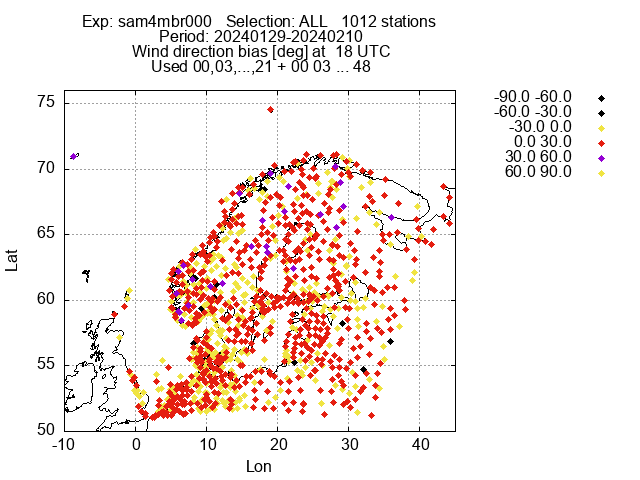 Exp: sam4mbr000 Selection: ALL 1012 stations
Period: 20240129-20240210
Wind direction bias [deg] at 18 UTC
Used 00,03,...,21 + 00 03 ... 48
-90.0 -60.0
-60.0 -30.0
-30.0 0.0
0.0 30.0
30.0 60.0
60.0 90.0
75
70
65
60
55
50
Lat
-10 0 10 20 30 40
Lon